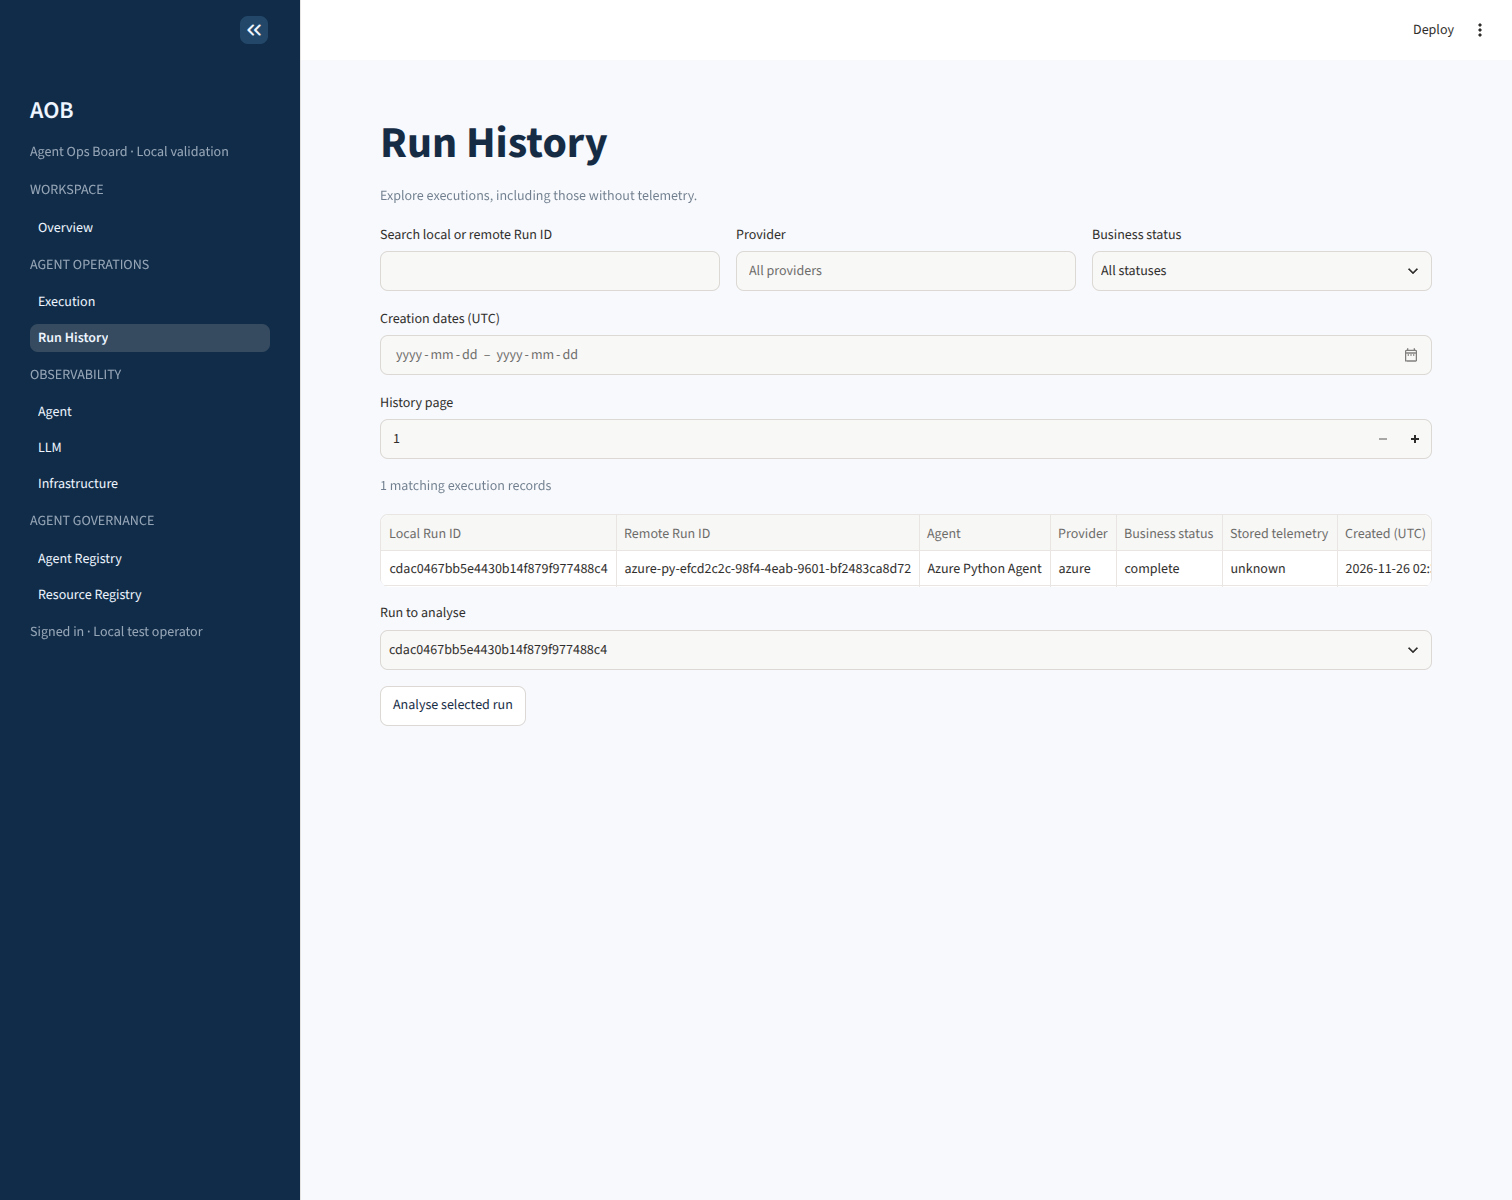 Deploy
AOB
Agent Ops Board · Local validation
WORKSPACE
Overview
AGENT OPERATIONS
Execution
Run History
OBSERVABILITY
Agent
LLM
Infrastructure
AGENT GOVERNANCE
Agent Registry
Resource Registry
Signed in · Local test operator
Run History
Explore executions, including those without telemetry.
Search local or remote Run ID
Provider
All providers
Business status
All statuses
Creation dates (UTC)
yyyy-mm-dd – yyyy-mm-dd
History page
1
1 matching execution records
Local Run ID Remote Run ID Agent Provider Business status Stored telemetry Created (UTC)
cdac0467bb5e4430b14f879f977488c4 azure-py-efcd2c2c-98f4-4eab-9601-bf2483ca8d72 Azure Python Agent azure complete unknown 2026-11-26 02:
Run to analyse
cdac0467bb5e4430b14f879f977488c4
Analyse selected run